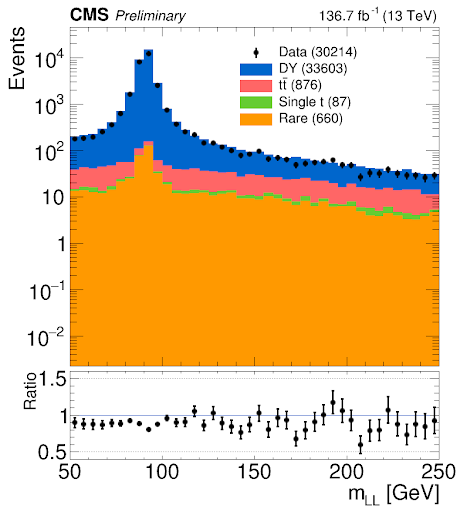 CMS Preliminary 136.7 fb⁻¹ (13 TeV)
Events
10⁴
10³
10²
10
1
10⁻¹
10⁻²
Data (30214)
DY (33603)
tt̄ (876)
Single t (87)
Rare (660)
Ratio
1.5
1
0.5
50 100 150 200 250
m_LL [GeV]